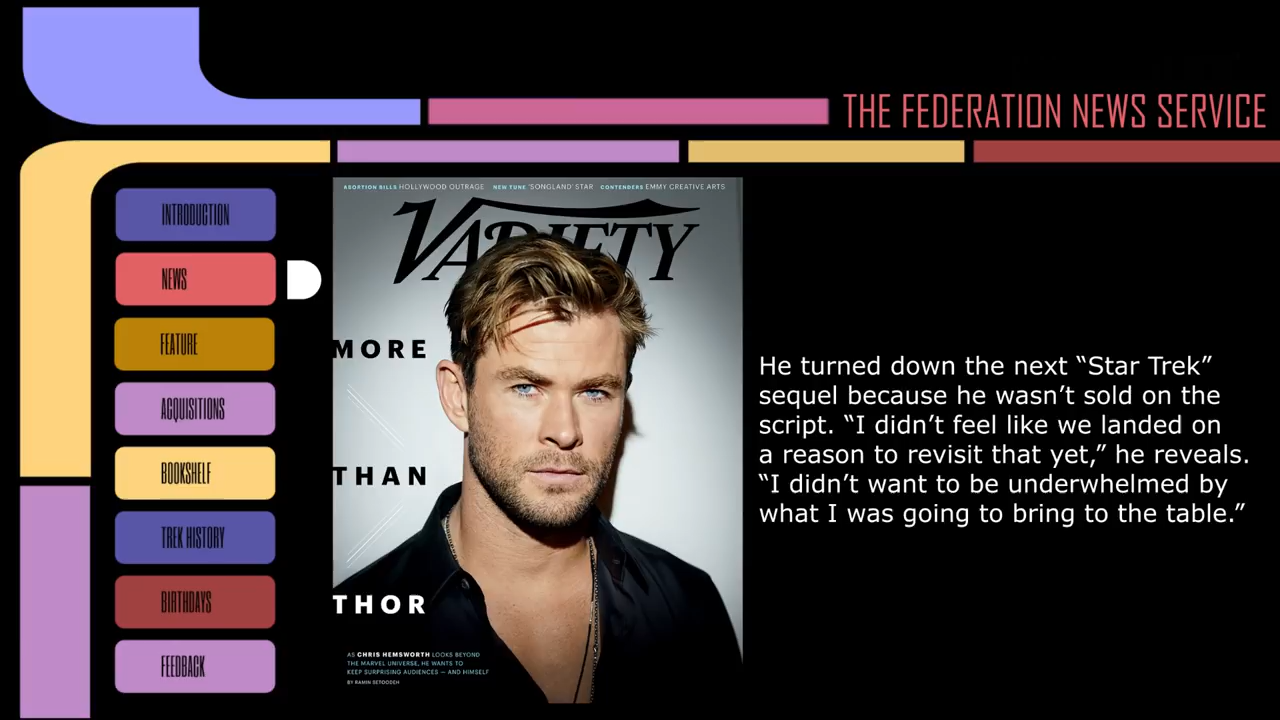 THE FEDERATION NEWS SERVICE
INTRODUCTION
NEWS
FEATURE
ACQUISITIONS
BOOKSHELF
TREK HISTORY
BIRTHDAYS
FEEDBACK
ABORTION BILLS HOLLYWOOD OUTRAGE NEW TUNE 'SONGLAND' STAR CONTENDERS EMMY CREATIVE ARTS
VARIETY
MORE
THAN
THOR
AS CHRIS HEMSWORTH LOOKS BEYOND
THE MARVEL UNIVERSE, HE WANTS TO
KEEP SURPRISING AUDIENCES — AND HIMSELF
BY RAMIN SETOODEH
He turned down the next “Star Trek”
sequel because he wasn’t sold on the
script. “I didn’t feel like we landed on
a reason to revisit that yet,” he reveals.
“I didn’t want to be underwhelmed by
what I was going to bring to the table.”